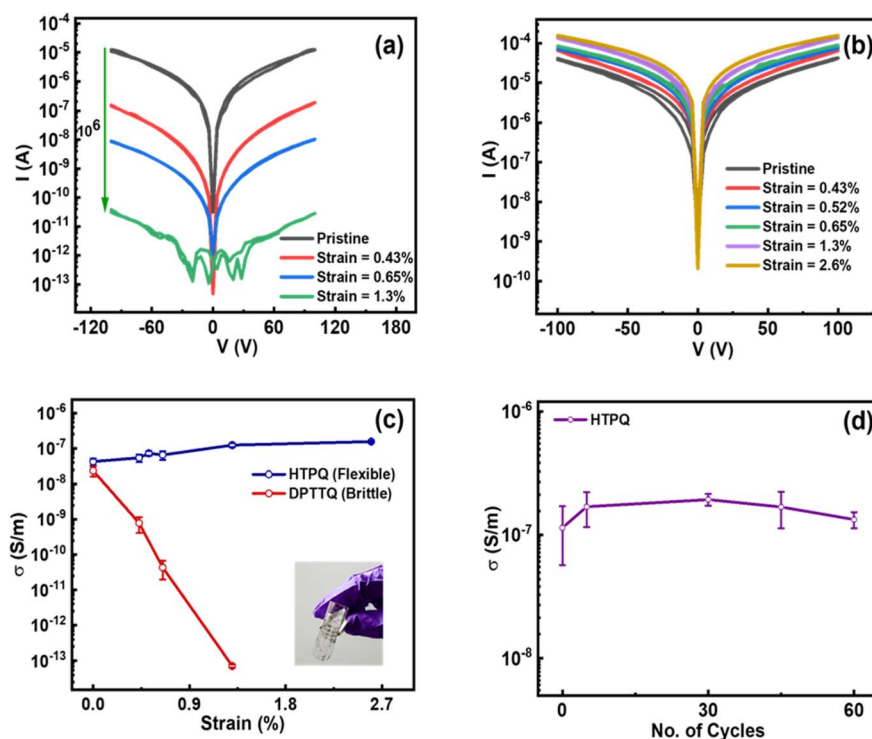 (a)
10^-4
10^-5
10^-6
10^-7
10^-8
10^-9
10^-10
10^-11
10^-12
10^-13
I (A)
10^6
Pristine
Strain = 0.43%
Strain = 0.65%
Strain = 1.3%
-120 -60 0 60 120 180
V (V)
(b)
10^-4
10^-5
10^-6
10^-7
10^-8
10^-9
10^-10
I (A)
Pristine
Strain = 0.43%
Strain = 0.52%
Strain = 0.65%
Strain = 1.3%
Strain = 2.6%
-100 -50 0 50 100
V (V)
(c)
10^-6
10^-7
10^-8
10^-9
10^-10
10^-11
10^-12
10^-13
σ (S/m)
HTPQ (Flexible)
DPTTQ (Brittle)
0.0 0.9 1.8 2.7
Strain (%)
(d)
10^-6
10^-7
10^-8
σ (S/m)
HTPQ
0 30 60
No. of Cycles